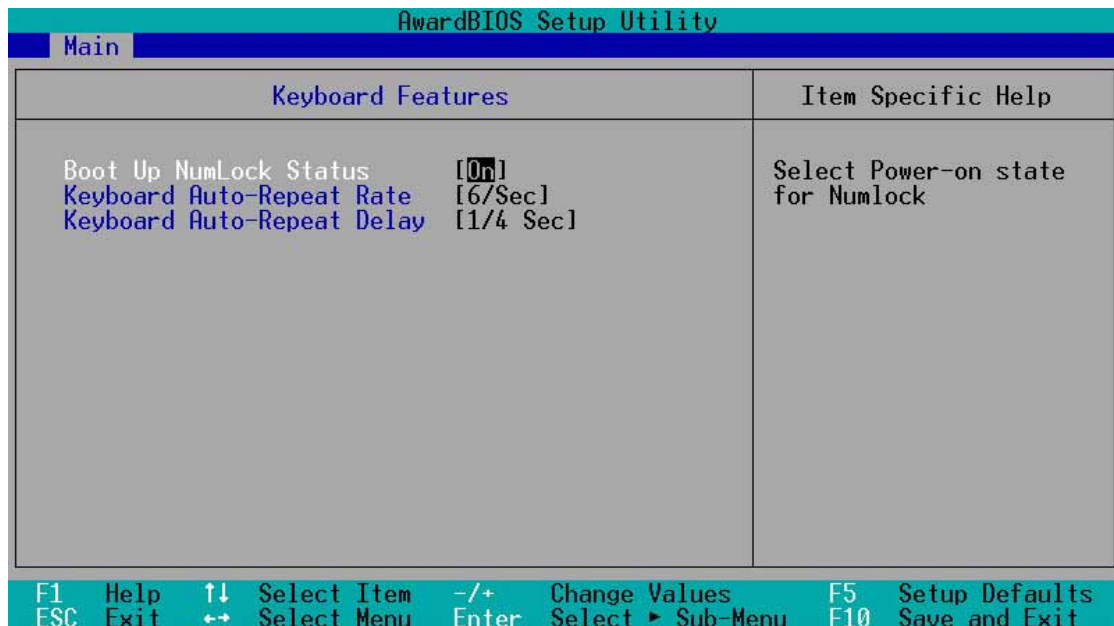 AwardBIOS Setup Utility
Main
Keyboard Features
Item Specific Help
Boot Up NumLock Status [On]
Keyboard Auto-Repeat Rate [6/Sec]
Keyboard Auto-Repeat Delay [1/4 Sec]
Select Power-on state
for Numlock
F1 Help ↑↓ Select Item -/+ Change Values F5 Setup Defaults
ESC Exit ←→ Select Menu Enter Select ► Sub-Menu F10 Save and Exit